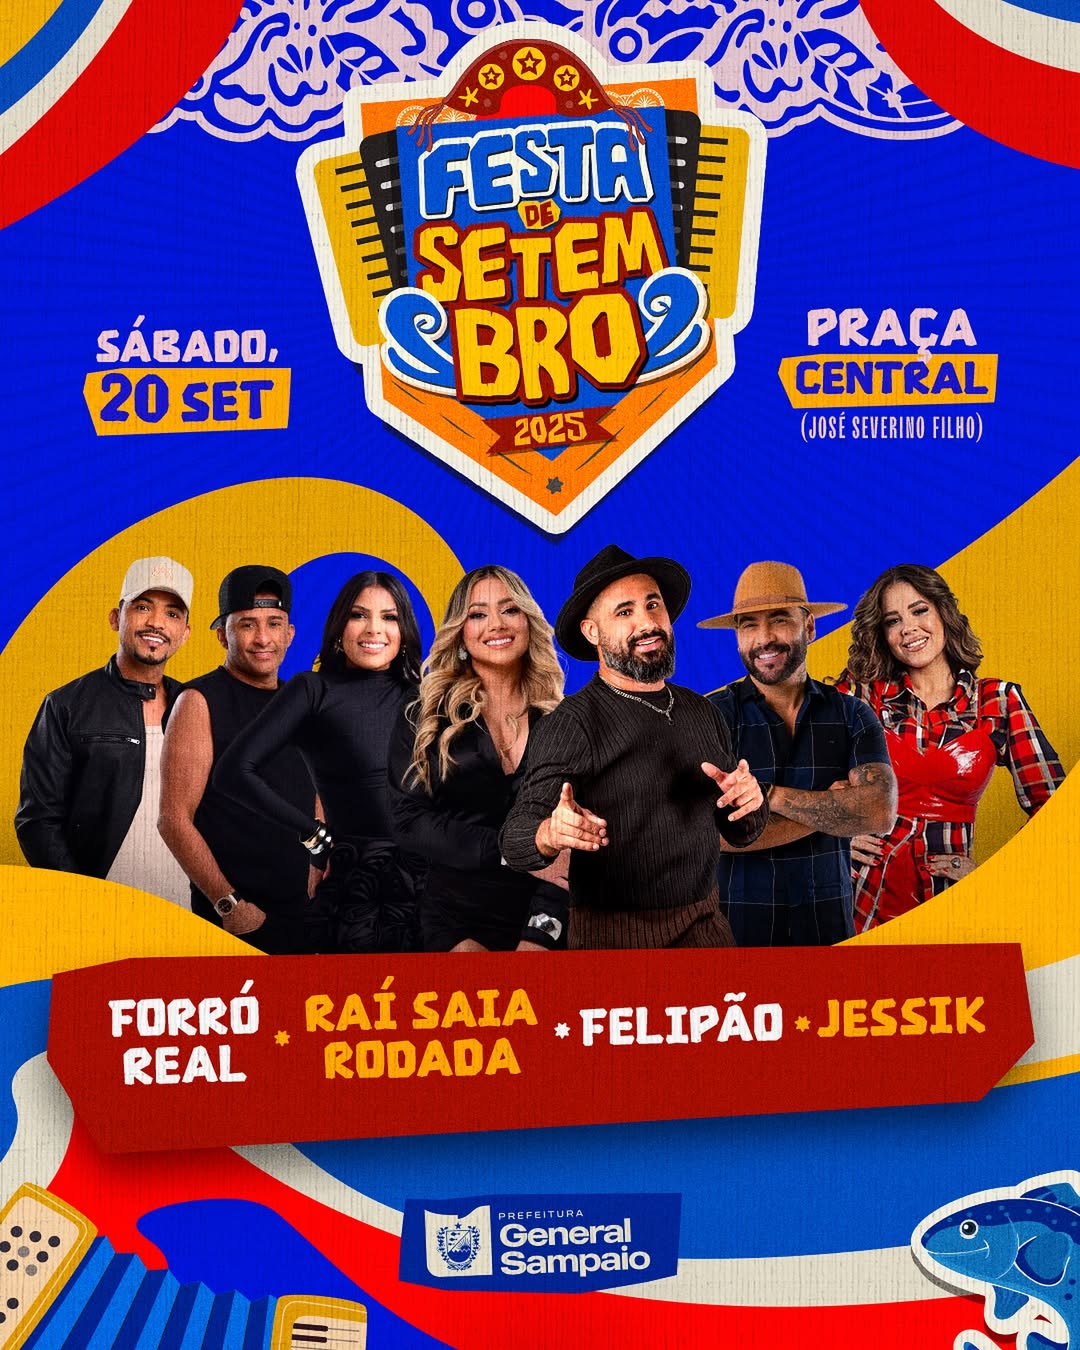 FESTA
DE
SETEM
BRO
2025
SÁBADO,
20 SET
PRAÇA
CENTRAL
(JOSÉ SEVERINO FILHO)
FORRÓ
REAL
RAÍ SAIA
RODADA
FELIPÃO
JESSIK
PREFEITURA
General
Sampaio